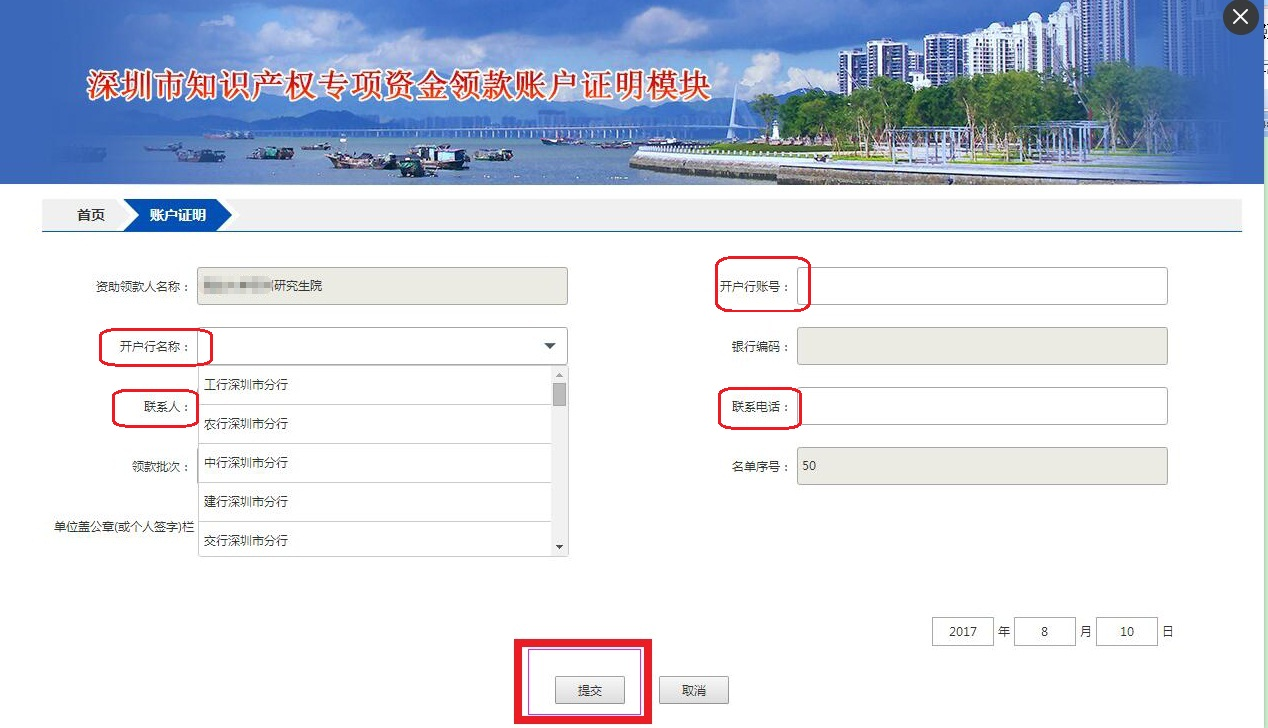 深圳市知识产权专项资金领款账户证明模块
首页
账户证明
资助领款人名称：
研究生院
开户行账号：
开户行名称：
银行编码：
工行深圳市分行
联系人：
联系电话：
农行深圳市分行
领款批次：
中行深圳市分行
名单序号：
50
建行深圳市分行
单位盖公章(或个人签字)栏
交行深圳市分行
2017 年 8 月 10 日
提交
取消